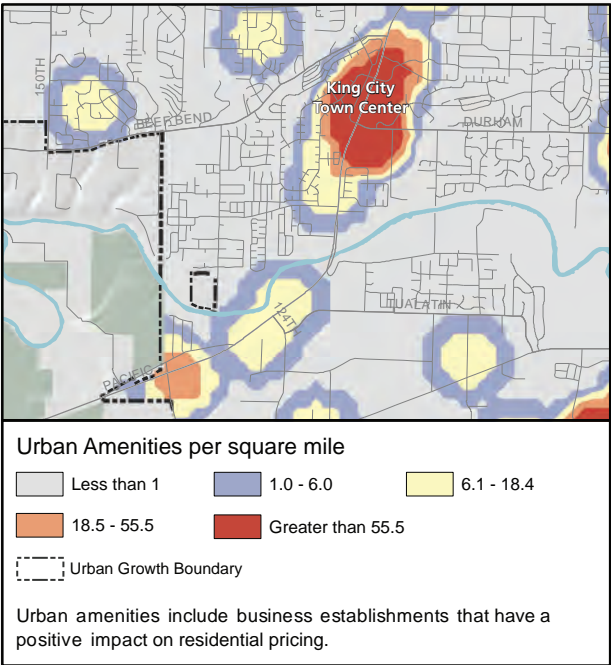 150TH
BEEF BEND
King City
Town Center
DURHAM
124TH
TUALATIN
PACIFIC
Urban Amenities per square mile
Less than 1
1.0 - 6.0
6.1 - 18.4
18.5 - 55.5
Greater than 55.5
Urban Growth Boundary
Urban amenities include business establishments that have a
positive impact on residential pricing.